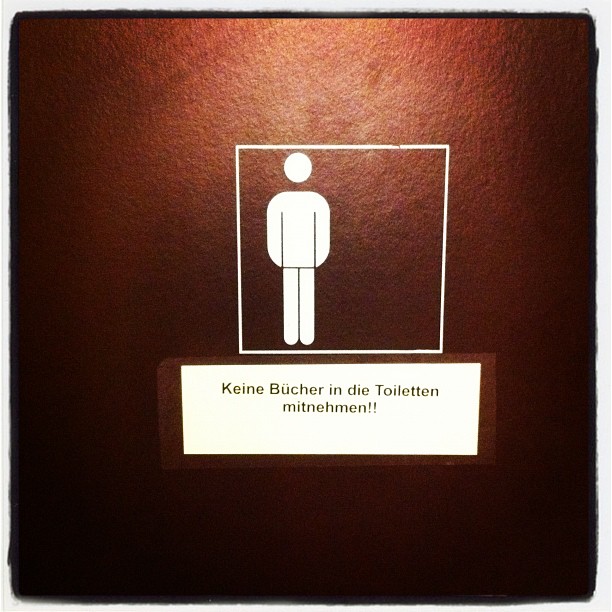 Keine Bücher in die Toiletten
mitnehmen!!